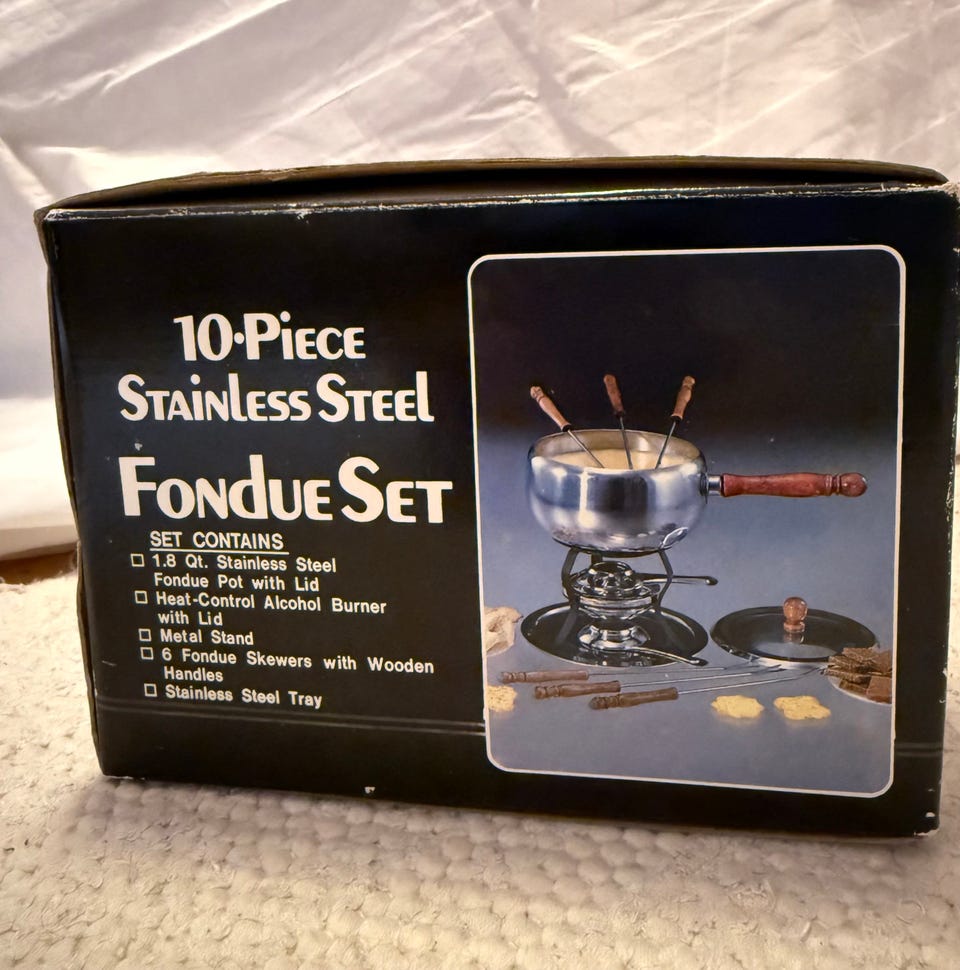 10·Piece
Stainless Steel
Fondue Set
SET CONTAINS
☐ 1.8 Qt. Stainless Steel
Fondue Pot with Lid
☐ Heat-Control Alcohol Burner
with Lid
☐ Metal Stand
☐ 6 Fondue Skewers with Wooden
Handles
☐ Stainless Steel Tray